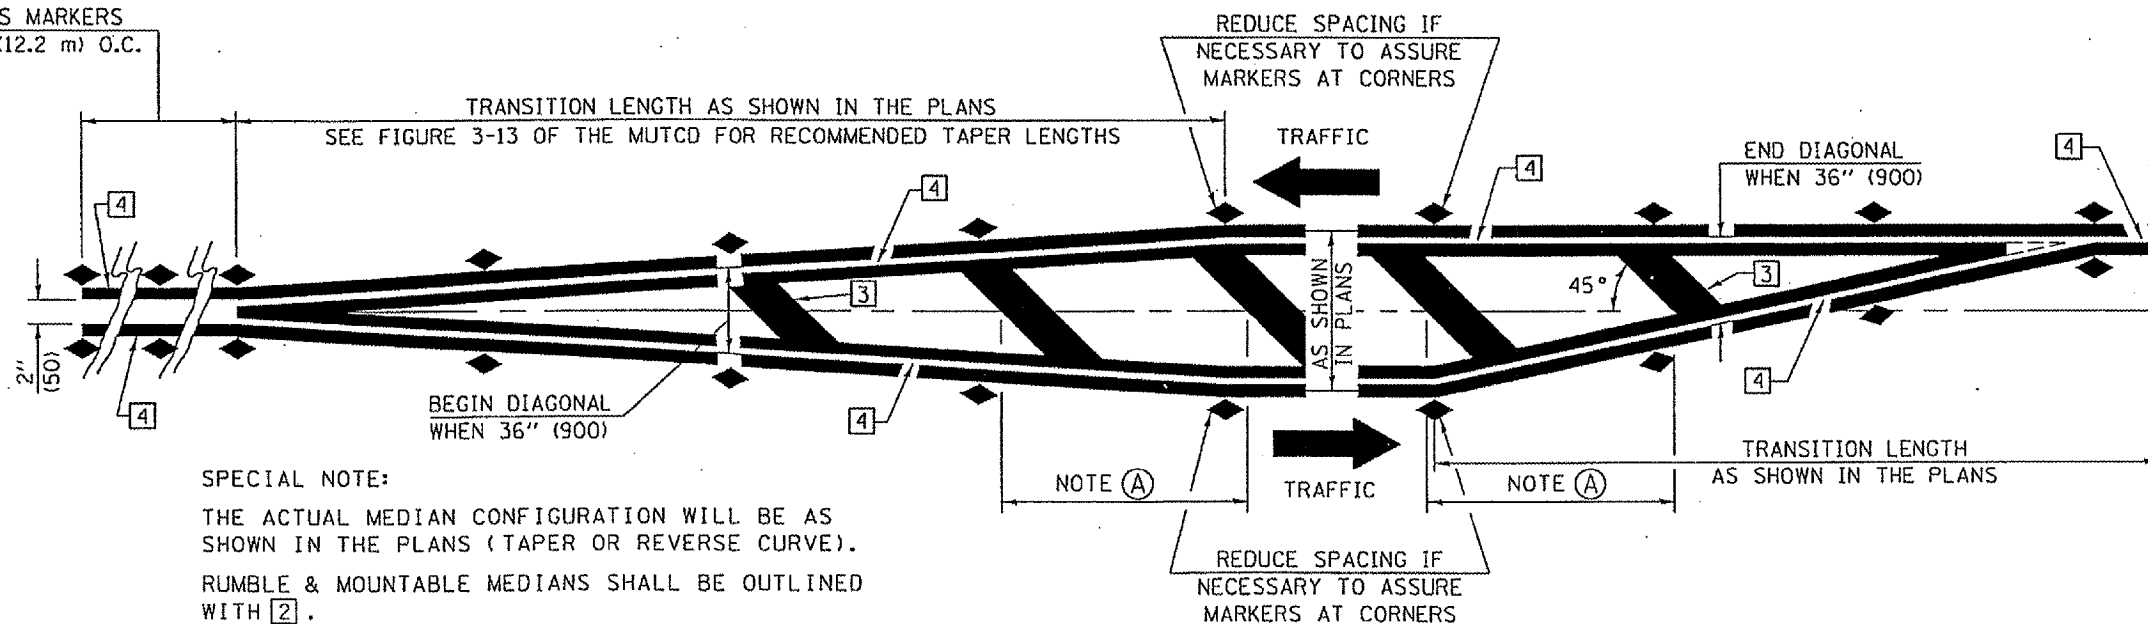 S MARKERS
(12.2 m) O.C.
REDUCE SPACING IF
NECESSARY TO ASSURE
MARKERS AT CORNERS
TRANSITION LENGTH AS SHOWN IN THE PLANS
SEE FIGURE 3-13 OF THE MUTCD FOR RECOMMENDED TAPER LENGTHS
TRAFFIC
END DIAGONAL
WHEN 36" (900)
4
4
4
4
3
AS SHOWN
IN PLANS
45°
3
2"
(50)
4
BEGIN DIAGONAL
WHEN 36" (900)
4
4
TRANSITION LENGTH
AS SHOWN IN THE PLANS
NOTE A
TRAFFIC
NOTE A
SPECIAL NOTE:
THE ACTUAL MEDIAN CONFIGURATION WILL BE AS
SHOWN IN THE PLANS (TAPER OR REVERSE CURVE).
RUMBLE & MOUNTABLE MEDIANS SHALL BE OUTLINED
WITH 2 .
REDUCE SPACING IF
NECESSARY TO ASSURE
MARKERS AT CORNERS